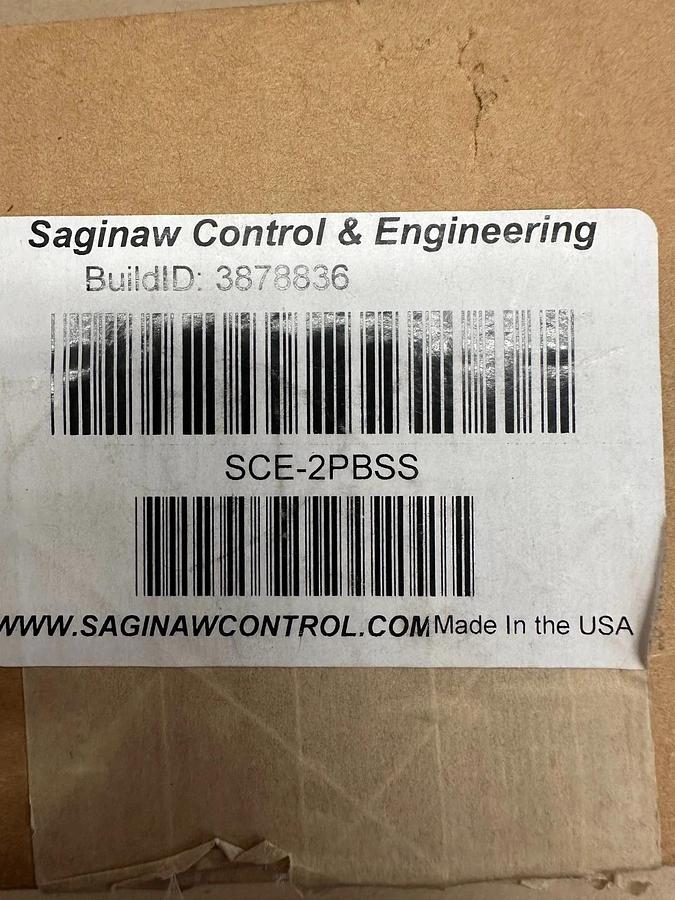 Saginaw Control & Engineering
BuildID: 3878836
SCE-2PBSS
WWW.SAGINAWCONTROL.COM Made In the USA